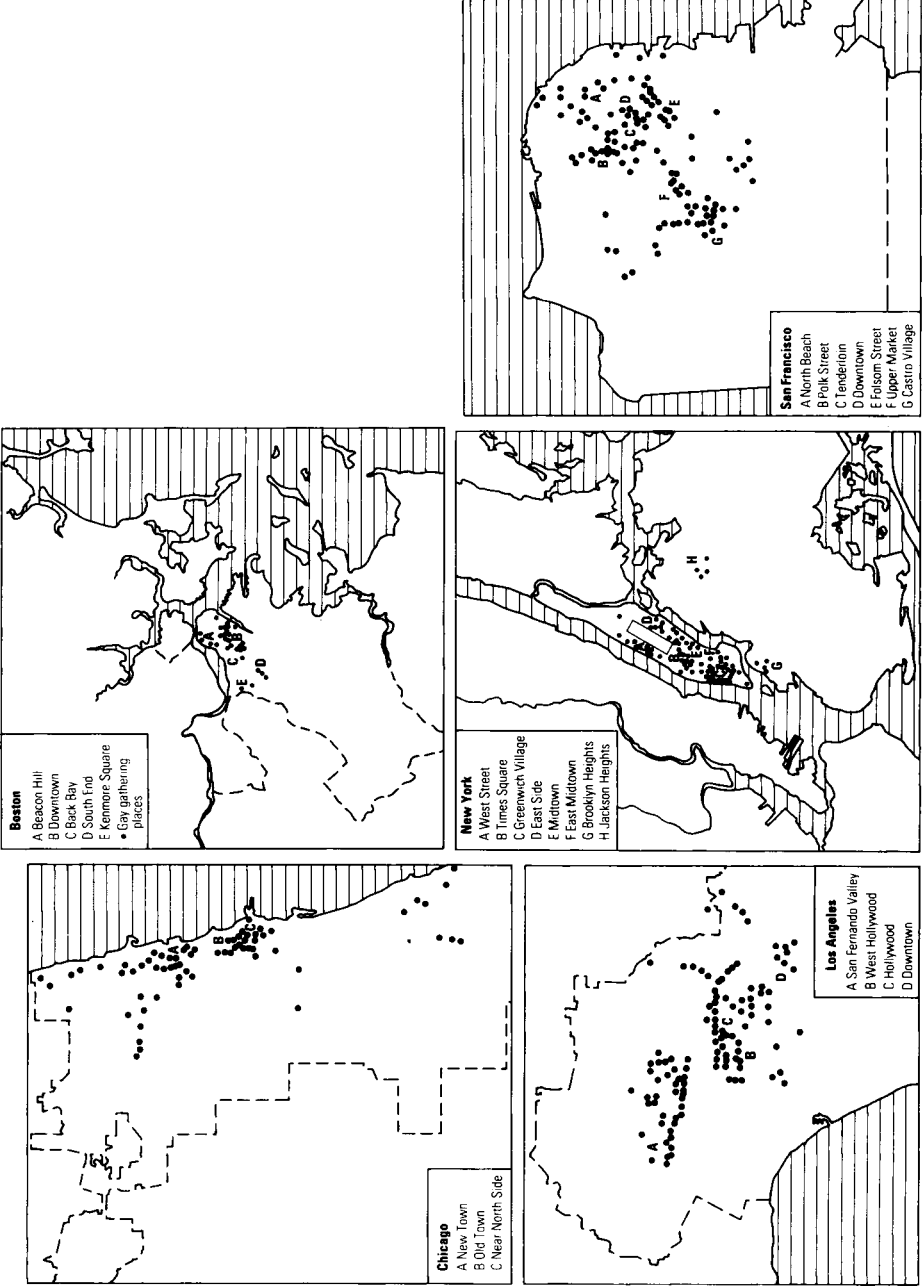 Boston
A Beacon Hill
B Downtown
C Back Bay
D South End
E Kenmore Square
• Gay gathering
places
A
B
C
D
E
San Francisco
A North Beach
B Polk Street
C Tenderloin
D Downtown
E Folsom Street
F Upper Market
G Castro Village
A
B
C
D
E
F
G
New York
A West Street
B Times Square
C Greenwich Village
D East Side
E Midtown
F East Midtown
G Brooklyn Heights
H Jackson Heights
D
B
E
F
G
H
Chicago
A New Town
B Old Town
C Near North Side
A
B
C
Los Angeles
A San Fernando Valley
B West Hollywood
C Hollywood
D Downtown
A
B
C
D